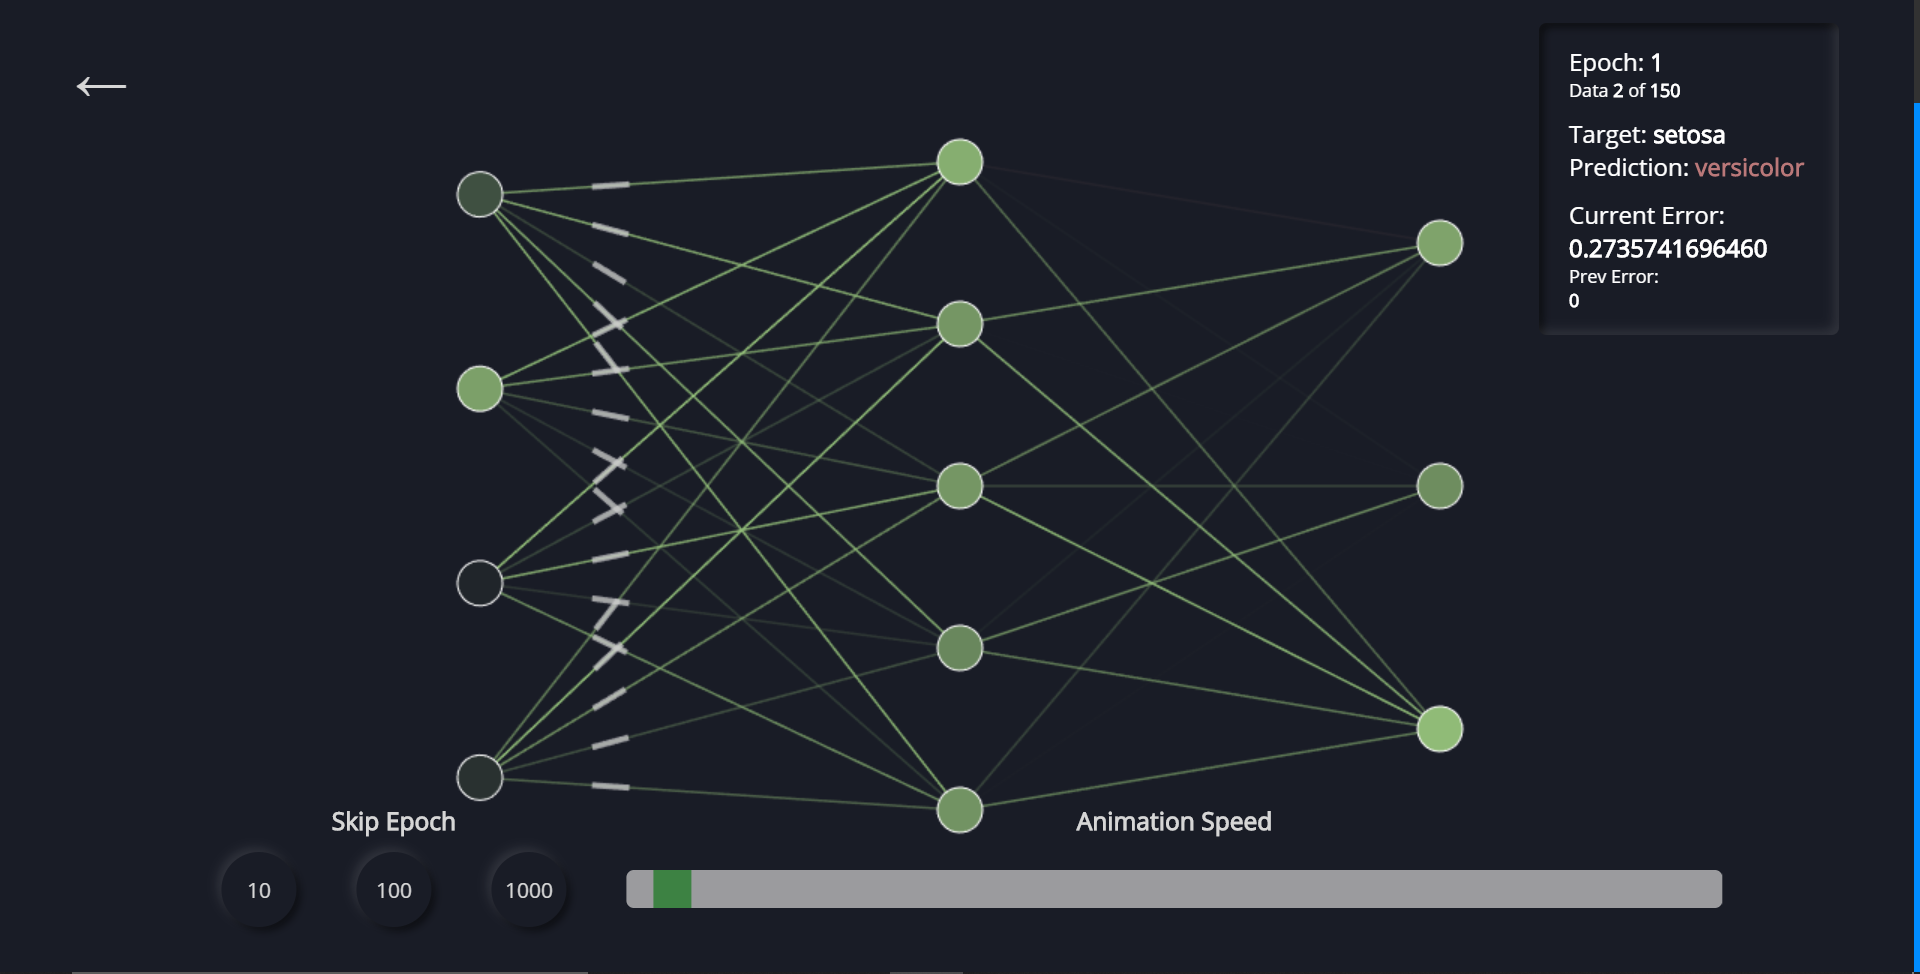 ←
Epoch: 1
Data 2 of 150
Target: setosa
Prediction: versicolor
Current Error:
0.2735741696460
Prev Error:
0
Skip Epoch
Animation Speed
10
100
1000